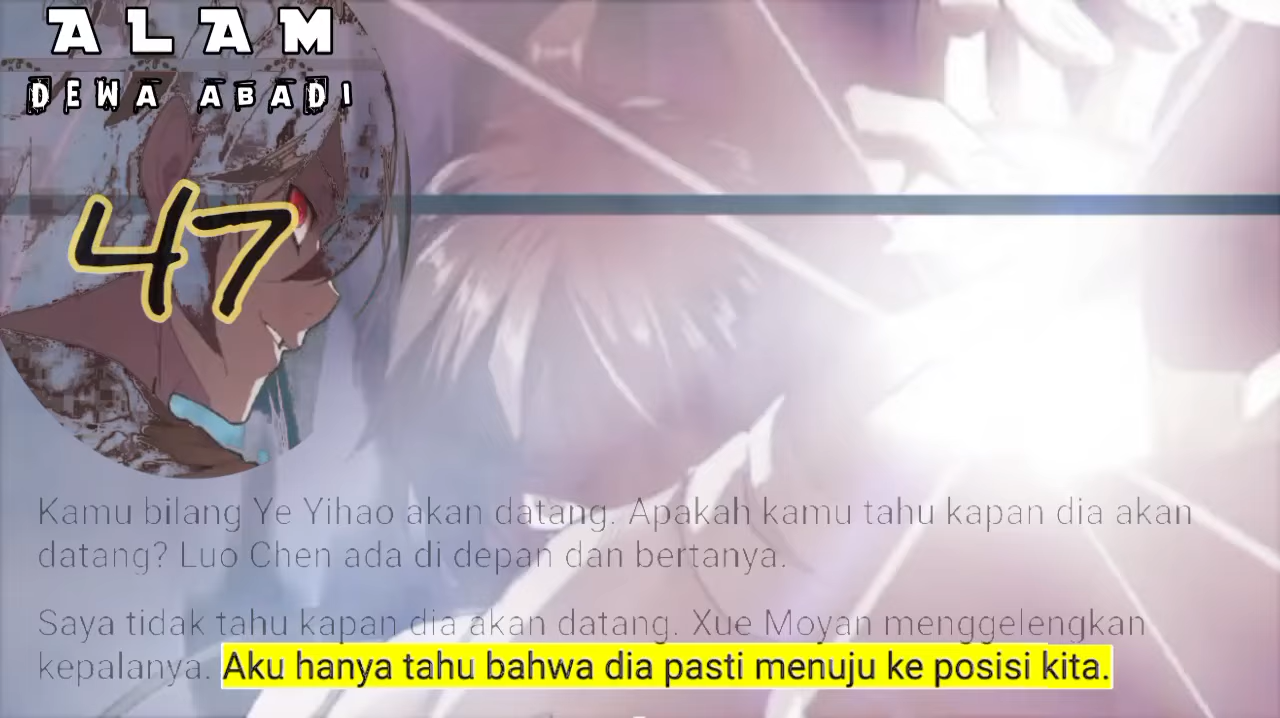 ALAM
DEWA ABADI
47
Kamu bilang Ye Yihao akan datang. Apakah kamu tahu kapan dia akan
datang? Luo Chen ada di depan dan bertanya.
Saya tidak tahu kapan dia akan datang. Xue Moyan menggelengkan
kepalanya. Aku hanya tahu bahwa dia pasti menuju ke posisi kita.